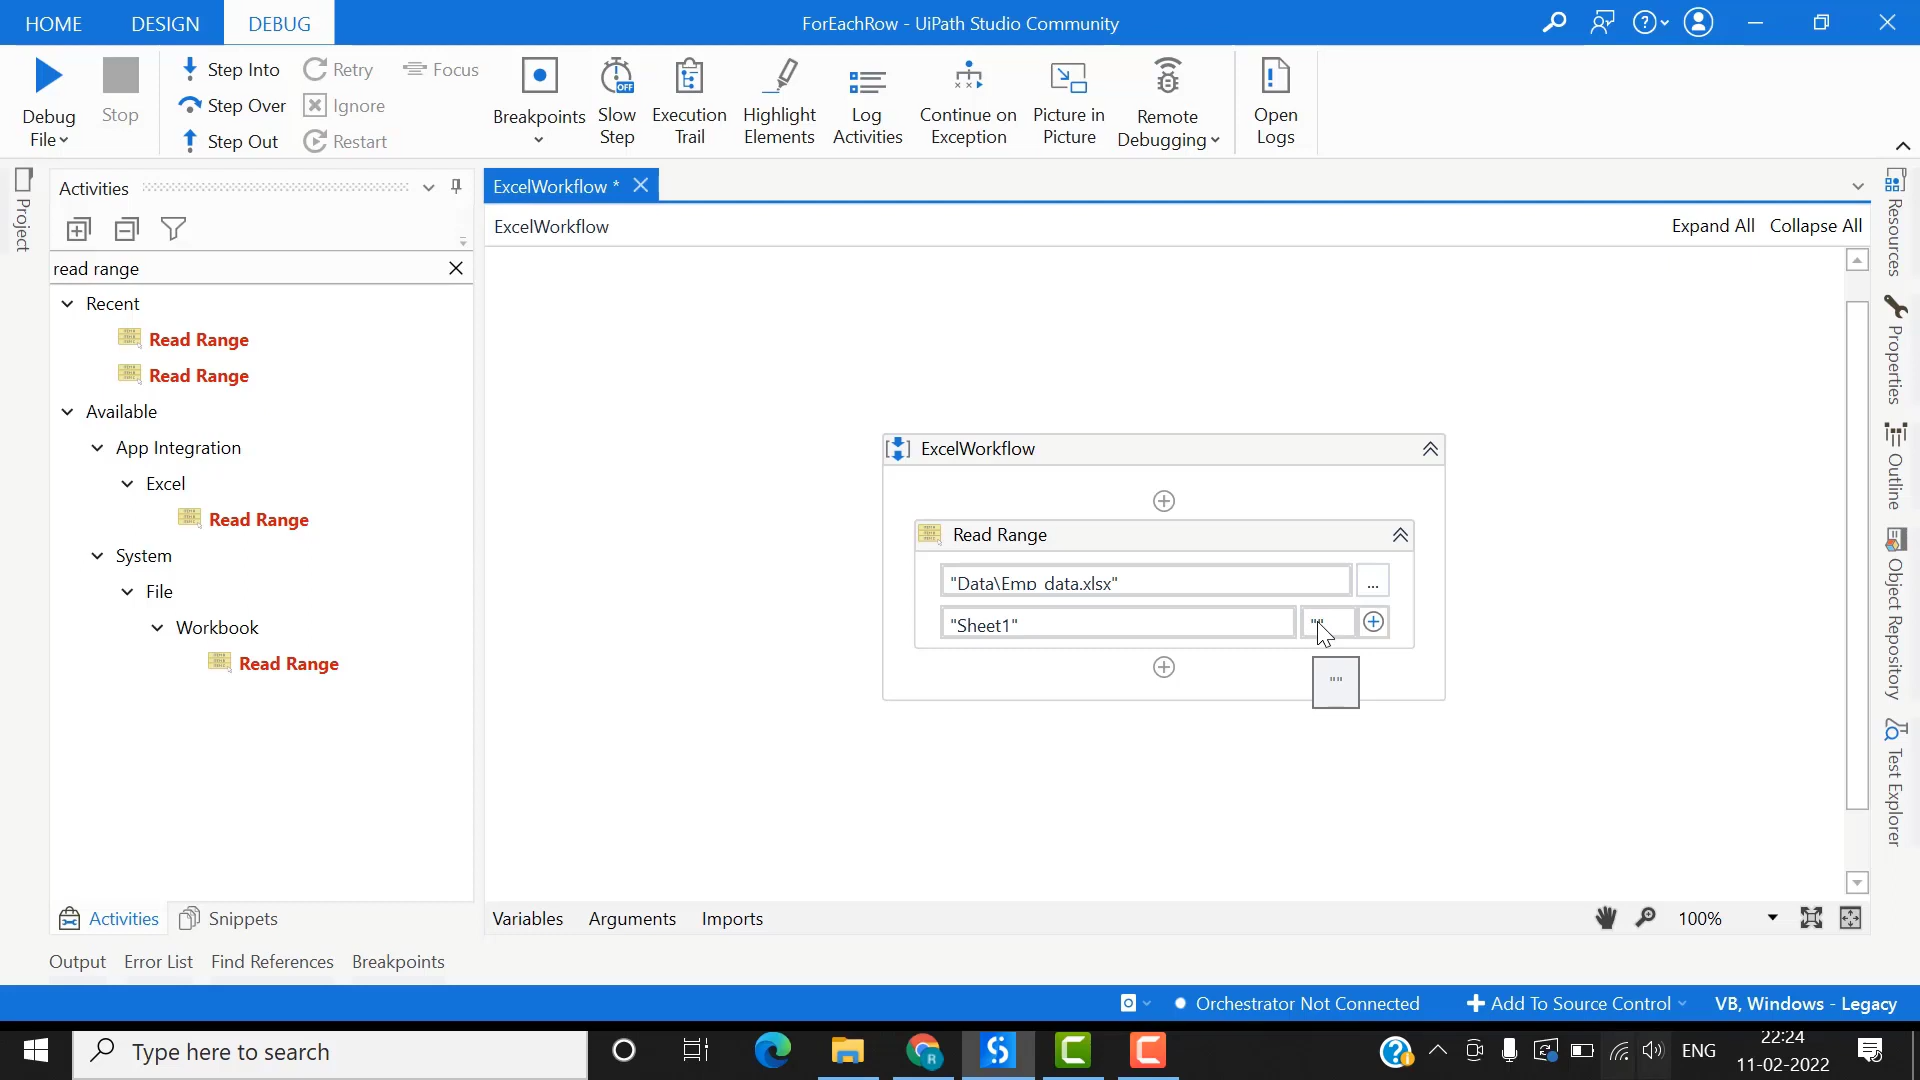 HOME DESIGN DEBUG
ForEachRow - UiPath Studio Community
Debug File
Stop
Step Into
Step Over
Step Out
Retry
Ignore
Restart
Focus
Breakpoints
Slow Step
OFF
Execution Trail
Highlight Elements
Log Activities
Continue on Exception
Picture in Picture
Remote Debugging
Open Logs
Project
Activities
read range
Recent
Read Range
Read Range
Available
App Integration
Excel
Read Range
System
File
Workbook
Read Range
Activities
Snippets
ExcelWorkflow *
ExcelWorkflow
Expand All Collapse All
ExcelWorkflow
Read Range
"Data\Emp_data.xlsx"
...
"Sheet1"
""
""
Variables Arguments Imports
100%
Resources
Properties
Outline
Object Repository
Test Explorer
Output Error List Find References Breakpoints
Orchestrator Not Connected
Add To Source Control
VB, Windows - Legacy
Type here to search
R
ENG
22:24
11-02-2022